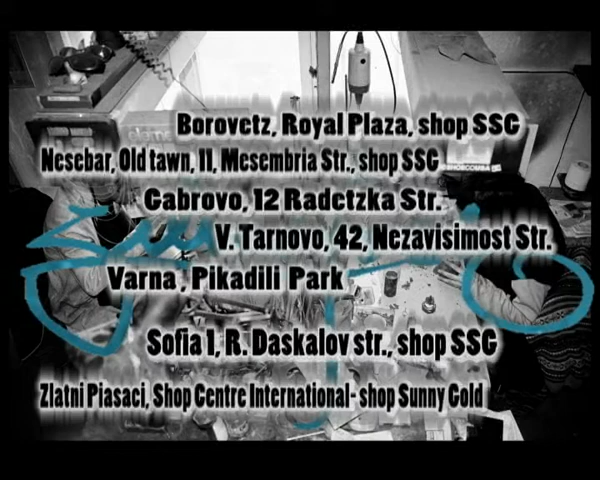 Borovetz, Royal Plaza, shop SSG
Nesebar, Old tawn, 11, Mesembria Str., shop SSG
Gabrovo, 12 Radetzka Str.
V. Tarnovo, 42, Nezavisimost Str.
Varna, Pikadili Park
Sofia 1, R. Daskalov str., shop SSG
Zlatni Piasaci, Shop Centre International- shop Sunny Gold